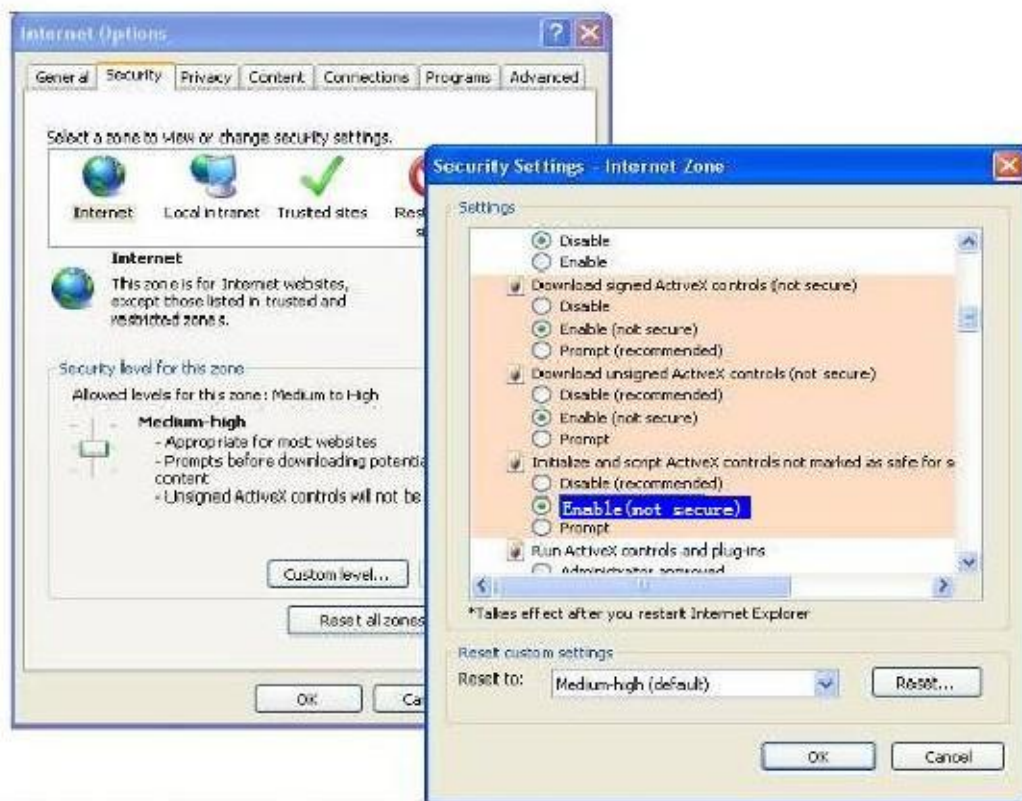 Internet Options
General Security Privacy Content Connections Programs Advanced
Select a zone to view or change security settings.
Internet Local intranet Trusted sites
Internet
This zone is for Internet websites,
except those listed in trusted and
restricted zones.
Security level for this zone
Allowed levels for this zone: Medium to High
Medium-high
- Appropriate for most websites
- Prompts before downloading
content
- Unsigned ActiveX controls will not be
Custom level...
Reset all zones
OK
Security Settings - Internet Zone
Settings
Disable
Enable
Download signed ActiveX controls (not secure)
Disable
Enable (not secure)
Prompt (recommended)
Download unsigned ActiveX controls (not secure)
Disable (recommended)
Enable (not secure)
Prompt
Initialize and script ActiveX controls not marked as safe for s
Disable (recommended)
Enable(not secure)
Prompt
Run ActiveX controls and plug-ins
Administrator approved
*Takes effect after you restart Internet Explorer
Reset custom settings
Reset to: Medium-high (default) Reset...
OK Cancel